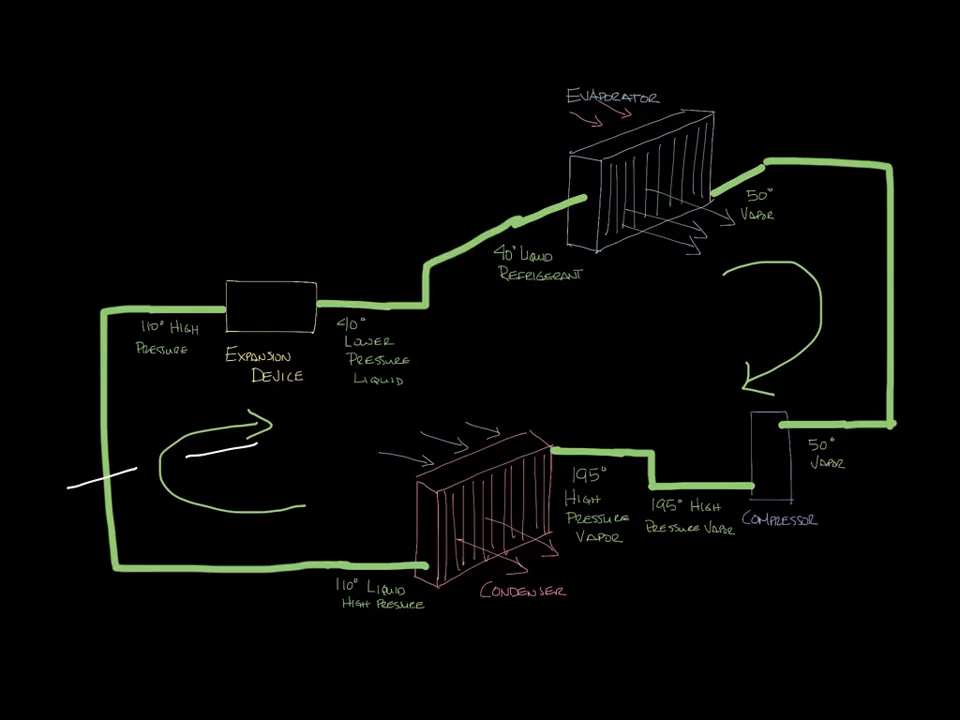 EVAPORATOR
50°
VAPOR
40° LIQUID
REFRIGERANT
110° HIGH
PRESSURE
EXPANSION
DEVICE
40°
LOWER
PRESSURE
LIQUID
50°
VAPOR
COMPRESSOR
195° HIGH
PRESSURE VAPOR
195°
HIGH
PRESSURE
VAPOR
CONDENSER
110° LIQUID
HIGH PRESSURE